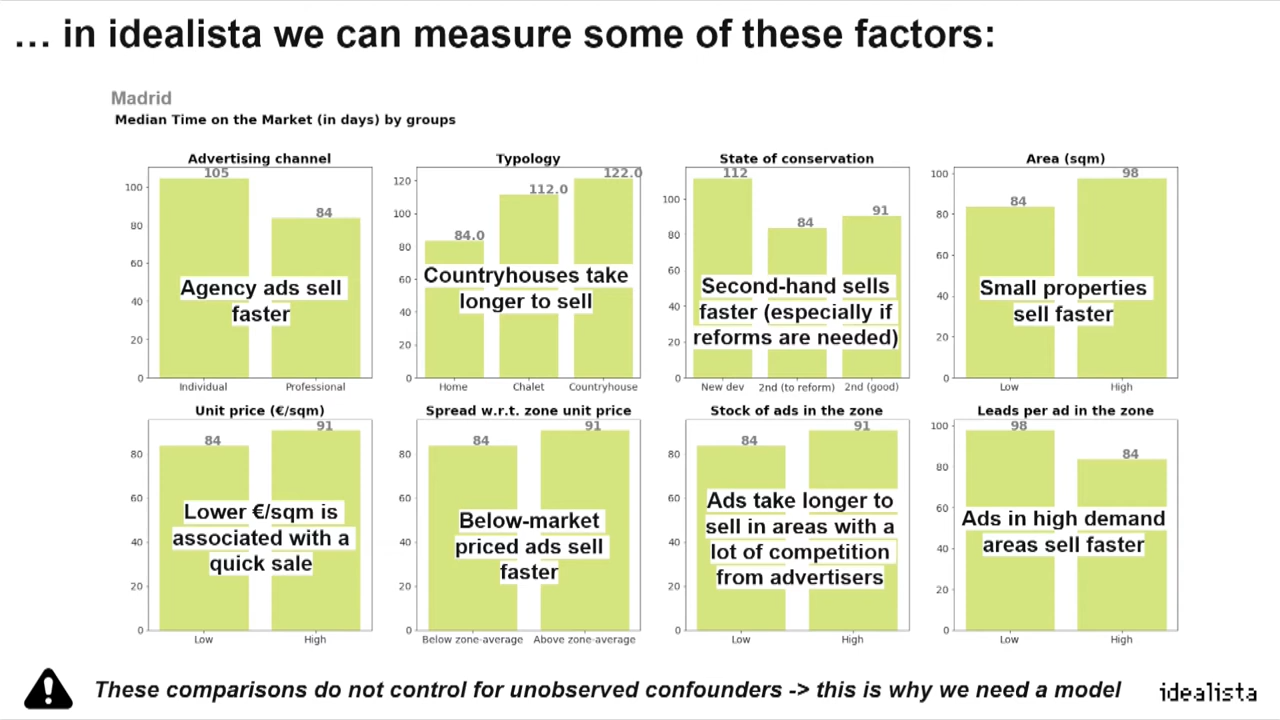 … in idealista we can measure some of these factors:
Madrid
Median Time on the Market (in days) by groups
Advertising channel
105
84
100
80
60
40
20
0
Agency ads sell
faster
Individual Professional
Typology
84.0
112.0
122.0
120
100
80
60
40
20
0
Countryhouses take
longer to sell
Home Chalet Countryhouse
State of conservation
112
84
91
100
80
60
40
20
0
Second-hand sells
faster (especially if
reforms are needed)
New dev 2nd (to reform) 2nd (good)
Area (sqm)
84
98
100
80
60
40
20
0
Small properties
sell faster
Low High
Unit price (€/sqm)
84
91
80
60
40
20
0
Lower €/sqm is
associated with a
quick sale
Low High
Spread w.r.t. zone unit price
84
91
80
60
40
20
0
Below-market
priced ads sell
faster
Below zone-average Above zone-average
Stock of ads in the zone
84
91
80
60
40
20
0
Ads take longer to
sell in areas with a
lot of competition
from advertisers
Low High
Leads per ad in the zone
98
84
100
80
60
40
20
0
Ads in high demand
areas sell faster
Low High
These comparisons do not control for unobserved confounders -> this is why we need a model
idealista